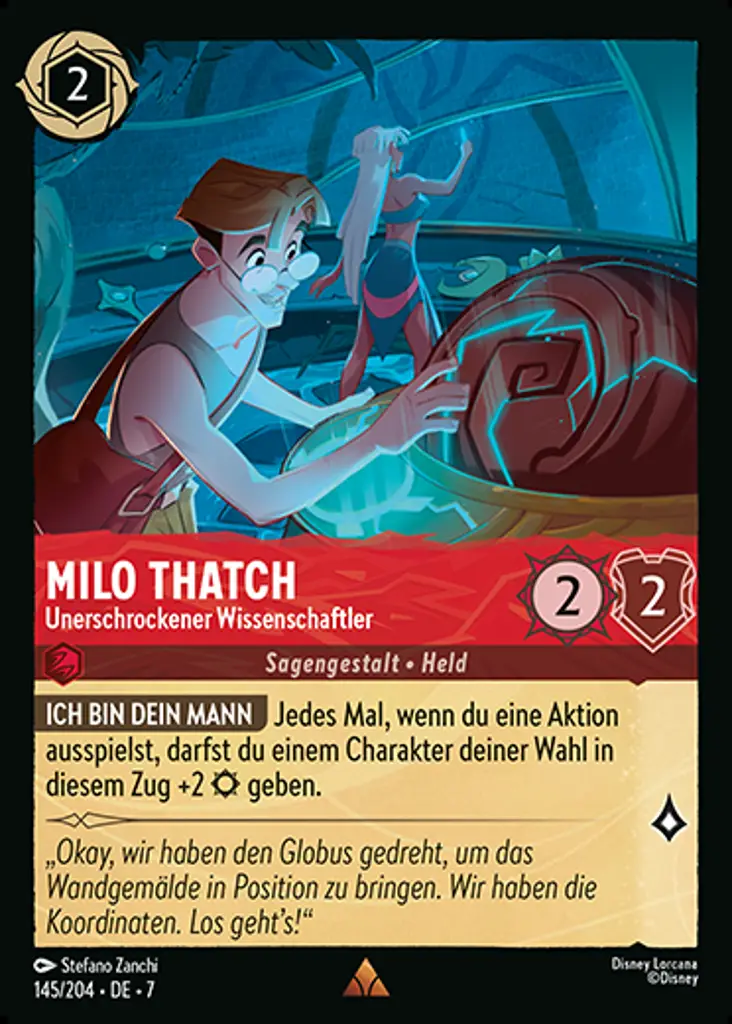 2
MILO THATCH
Unerschrockener Wissenschaftler
2
2
Sagengestalt • Held
ICH BIN DEIN MANN Jedes Mal, wenn du eine Aktion
ausspielst, darfst du einem Charakter deiner Wahl in
diesem Zug +2 geben.
„Okay, wir haben den Globus gedreht, um das
Wandgemälde in Position zu bringen. Wir haben die
Koordinaten. Los geht’s!“
Stefano Zanchi
Disney Lorcana
145/204 • DE • 7
©Disney